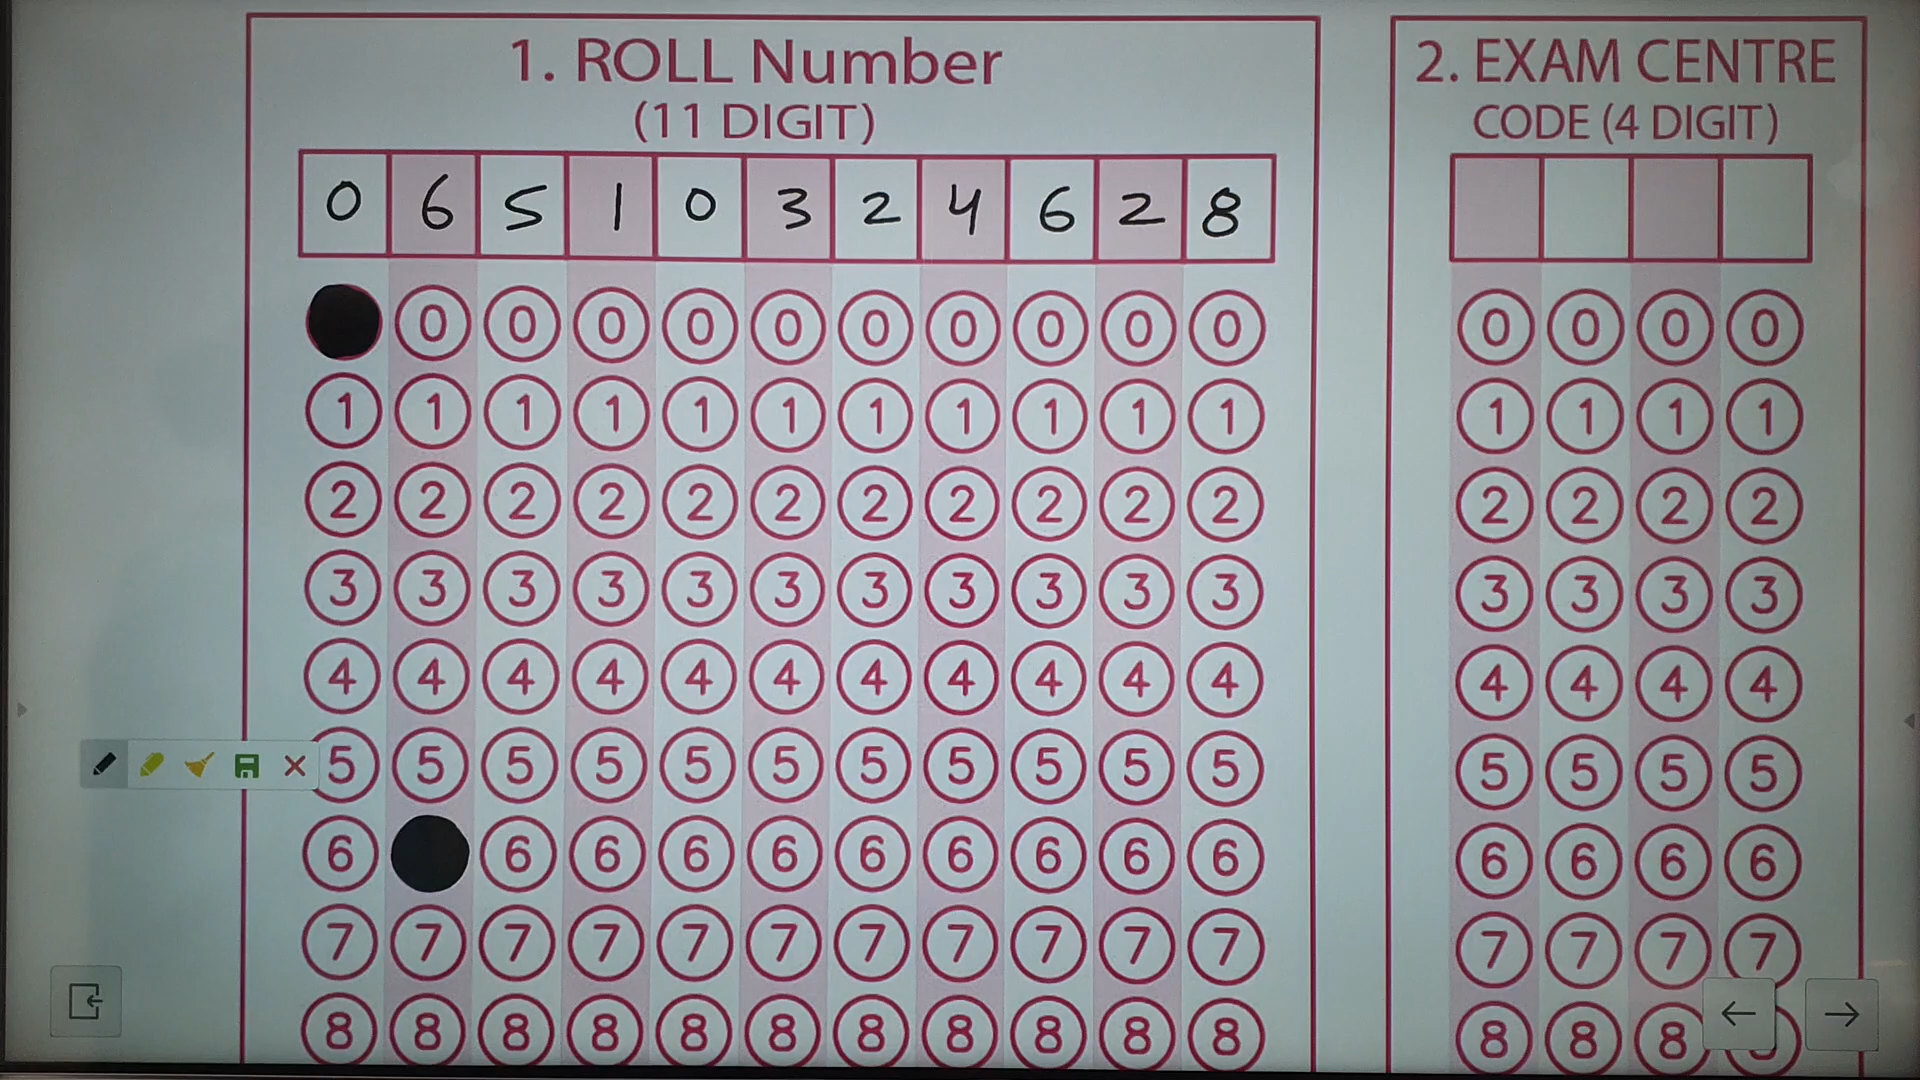 1. ROLL Number
(11 DIGIT)
0 6 5 1 0 3 2 4 6 2 8
0 0 0 0 0 0 0 0 0 0
1 1 1 1 1 1 1 1 1 1 1
2 2 2 2 2 2 2 2 2 2 2
3 3 3 3 3 3 3 3 3 3 3
4 4 4 4 4 4 4 4 4 4 4
5 5 5 5 5 5 5 5 5 5 5
6 6 6 6 6 6 6 6 6 6
7 7 7 7 7 7 7 7 7 7 7
8 8 8 8 8 8 8 8 8 8 8
2. EXAM CENTRE
CODE (4 DIGIT)
0 0 0 0
1 1 1 1
2 2 2 2
3 3 3 3
4 4 4 4
5 5 5 5
6 6 6 6
7 7 7 7
8 8 8